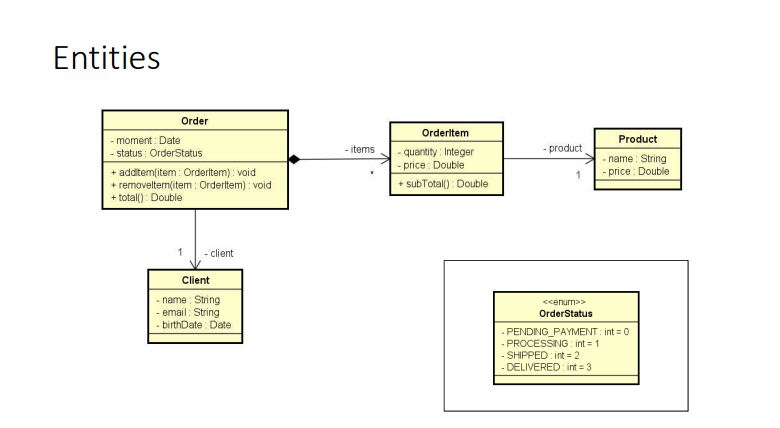 Entities
Order
- moment : Date
- status : OrderStatus
+ addItem(item : OrderItem) : void
+ removeItem(item : OrderItem) : void
+ total() : Double
- items
*
OrderItem
- quantity : Integer
- price : Double
+ subTotal() : Double
- product
1
Product
- name : String
- price : Double
1
- client
Client
- name : String
- email : String
- birthDate : Date
<<enum>>
OrderStatus
- PENDING_PAYMENT : int = 0
- PROCESSING : int = 1
- SHIPPED : int = 2
- DELIVERED : int = 3